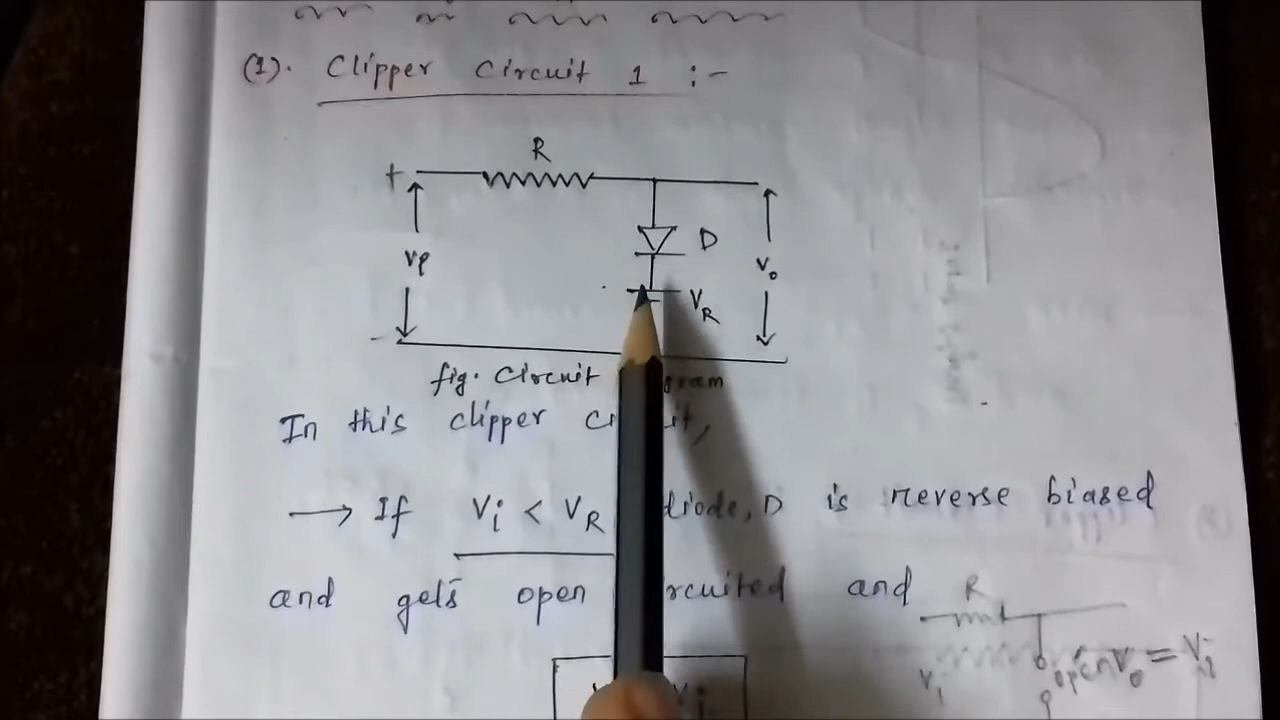 (1). Clipper Circuit 1 :-
R
+
D
Vi
Vo
VR
-
fig. Circuit
In this clipper
→ If Vi < VR diode, D is reverse biased
and gets open and
R
Vi open Vo = Vi